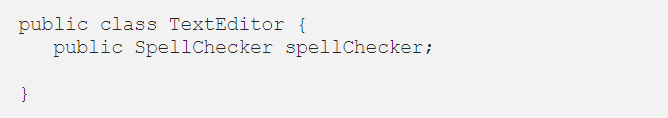 public class TextEditor {
   public SpellChecker spellChecker;
}